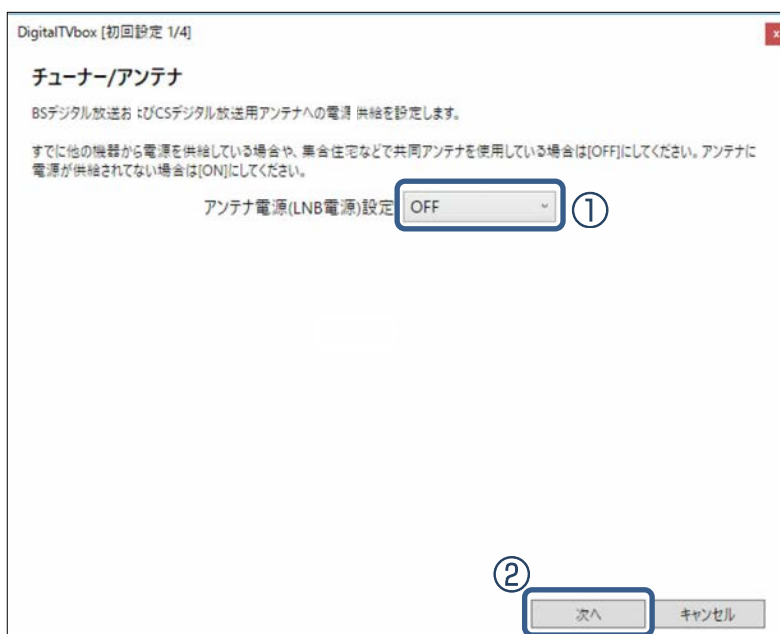 DigitalTVbox [初回設定 1/4]
x
チューナー/アンテナ
BSデジタル放送およびCSデジタル放送用アンテナへの電源供給を設定します。
すでに他の機器から電源を供給している場合や、集合住宅などで共同アンテナを使用している場合は[OFF]にしてください。アンテナに
電源が供給されてない場合は[ON]にしてください。
アンテナ電源(LNB電源)設定 OFF ①
②
次へ キャンセル